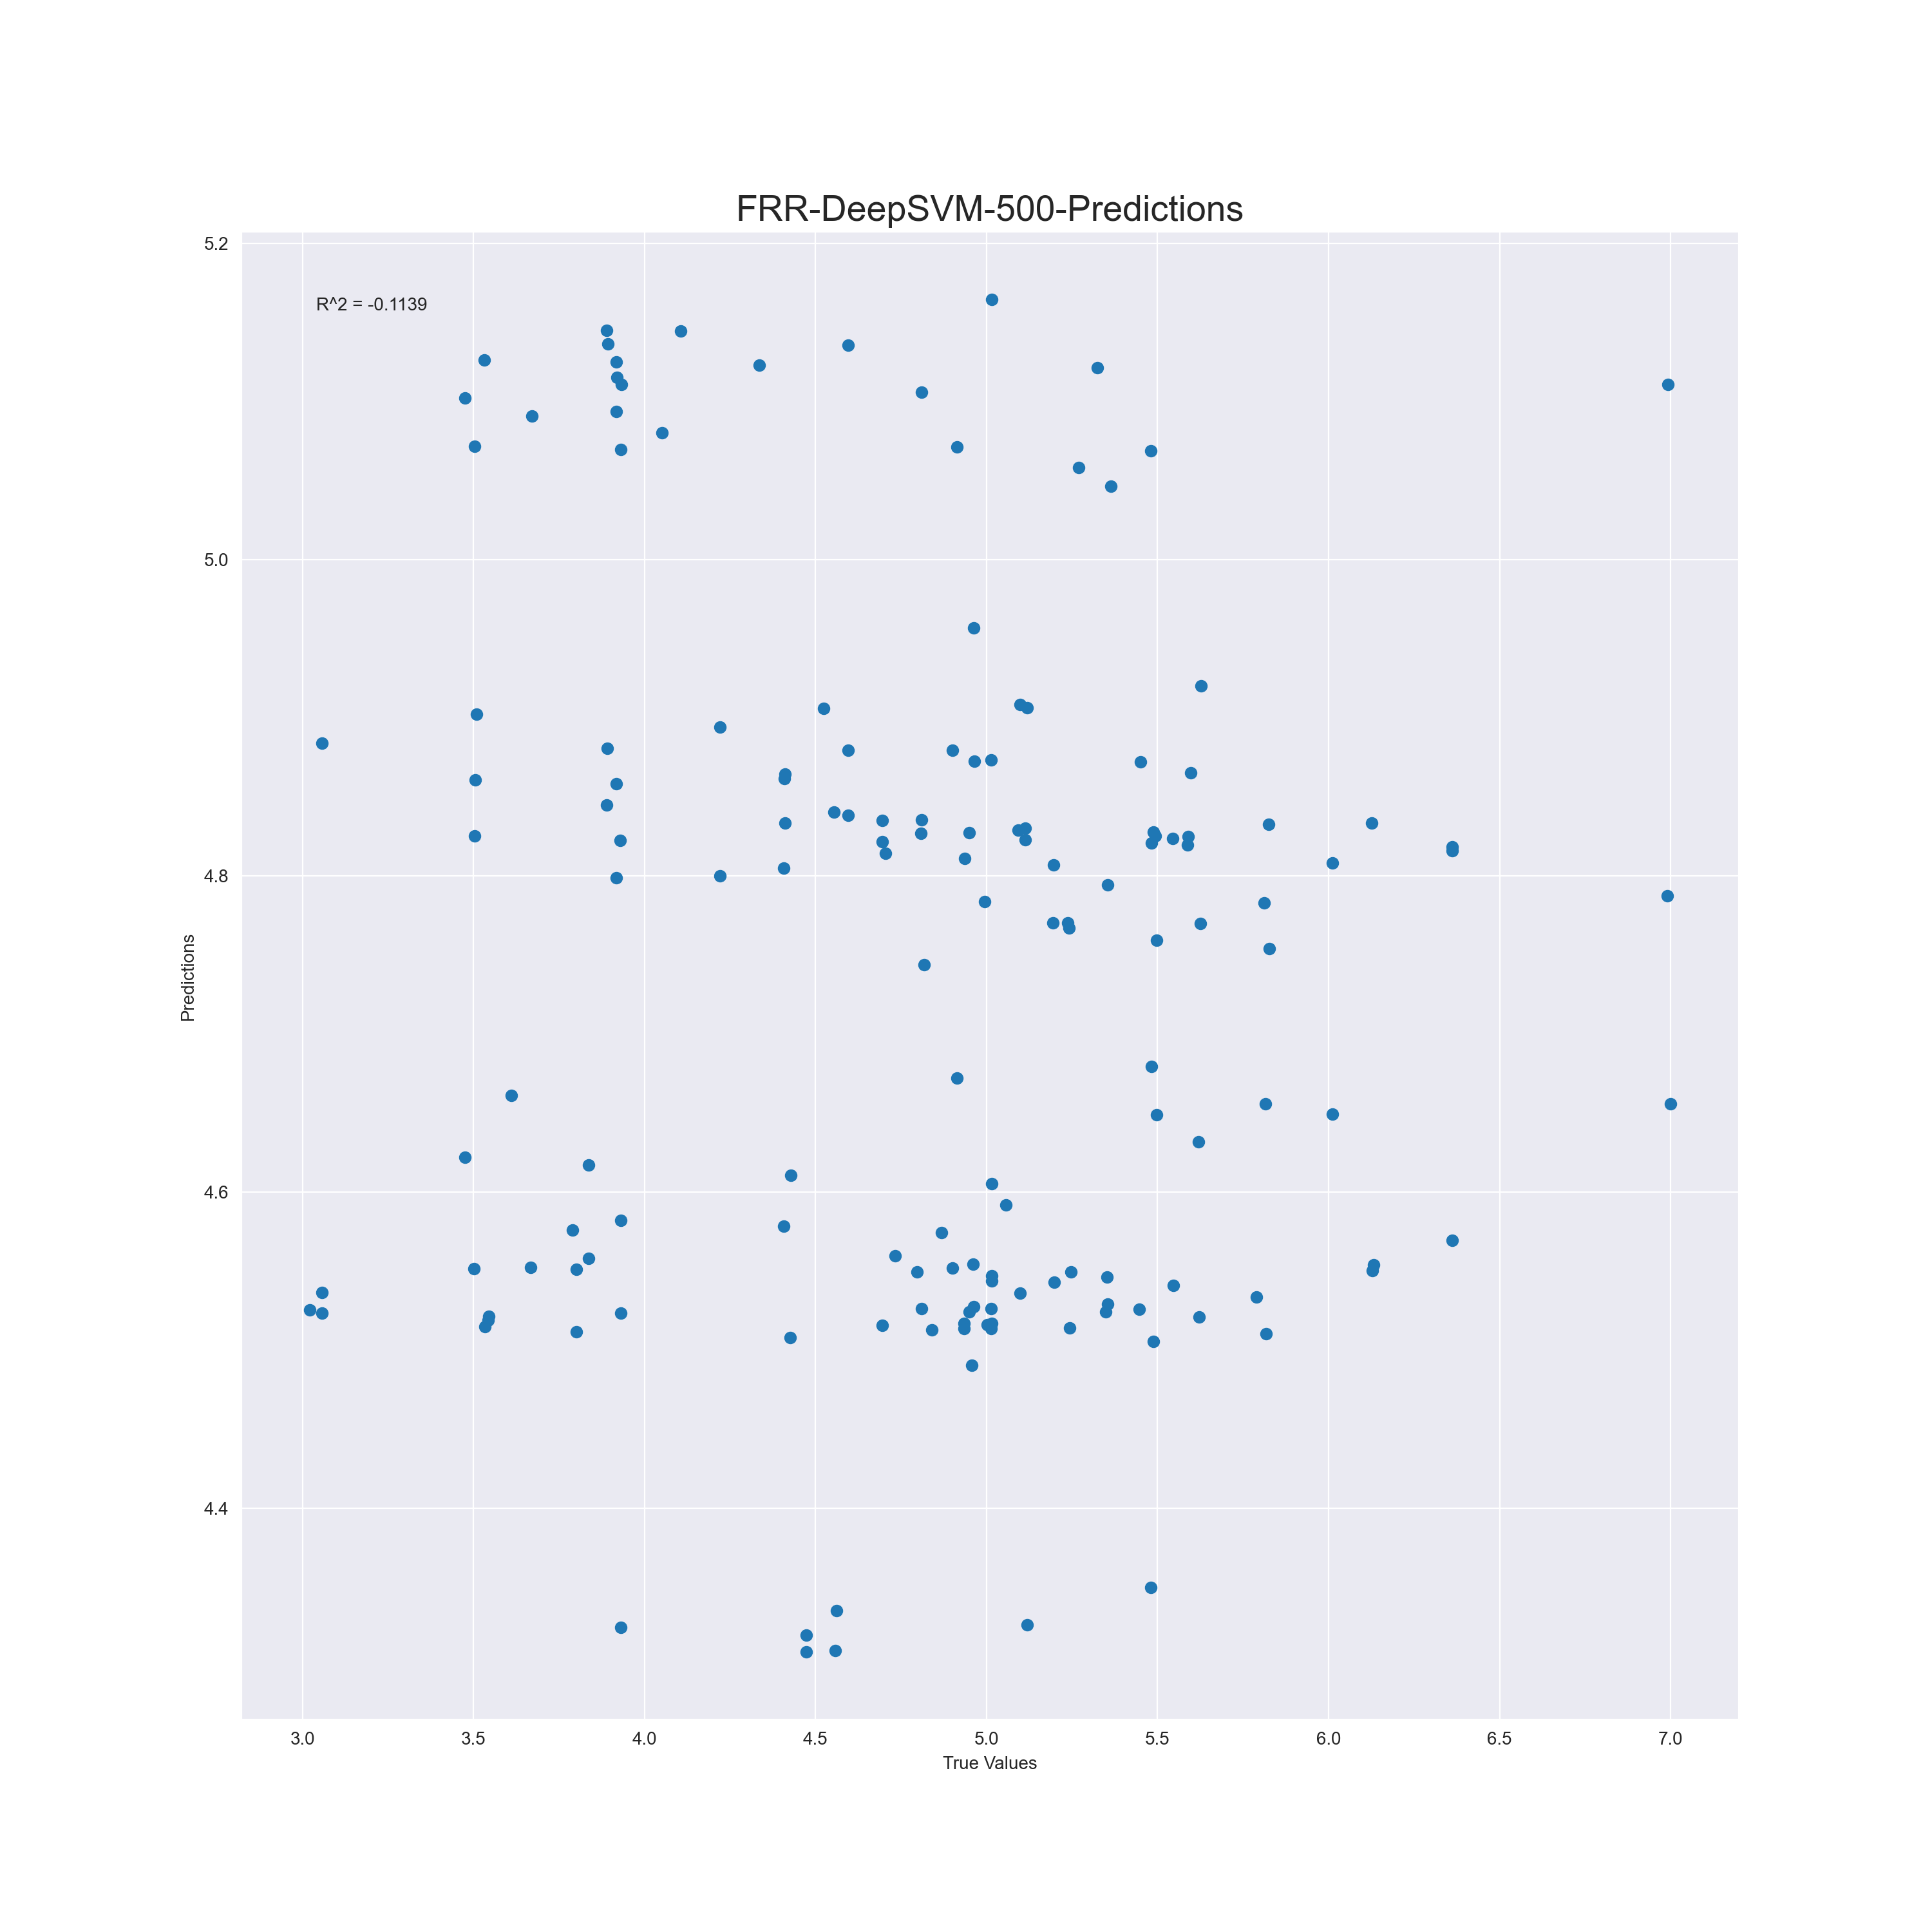 FRR-DeepSVM-500-Predictions
R^2 = -0.1139
5.2
5.0
4.8
4.6
4.4
Predictions
3.0 3.5 4.0 4.5 5.0 5.5 6.0 6.5 7.0
True Values